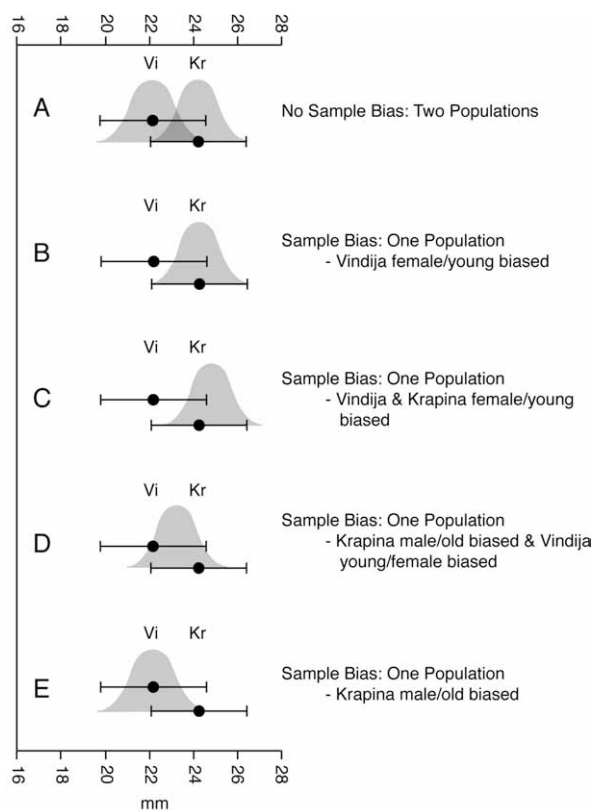 16 18 20 22 24 26 28
Vi Kr
A
No Sample Bias: Two Populations
Vi Kr
B
Sample Bias: One Population
- Vindija female/young biased
Vi Kr
C
Sample Bias: One Population
- Vindija & Krapina female/young
biased
Vi Kr
D
Sample Bias: One Population
- Krapina male/old biased & Vindija
young/female biased
Vi Kr
E
Sample Bias: One Population
- Krapina male/old biased
16 18 20 22 24 26 28
mm